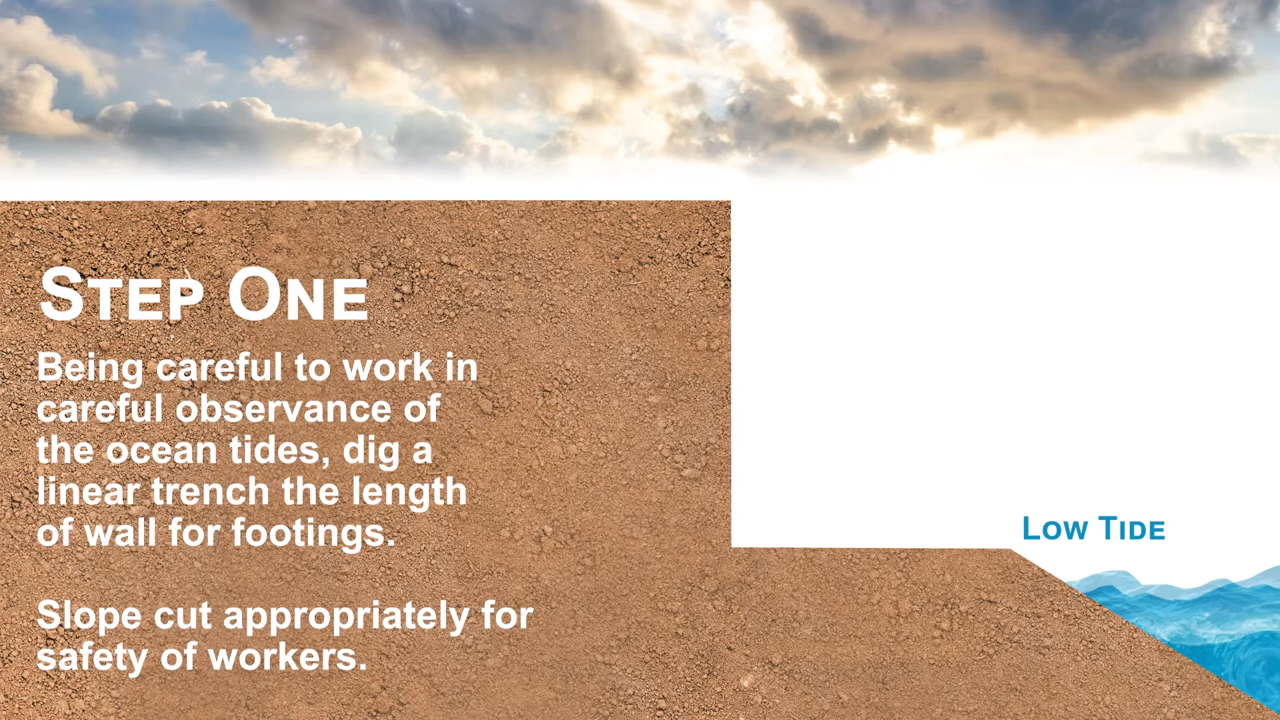 Step One
Being careful to work in
careful observance of
the ocean tides, dig a
linear trench the length
of wall for footings.
Slope cut appropriately for
safety of workers.
Low Tide